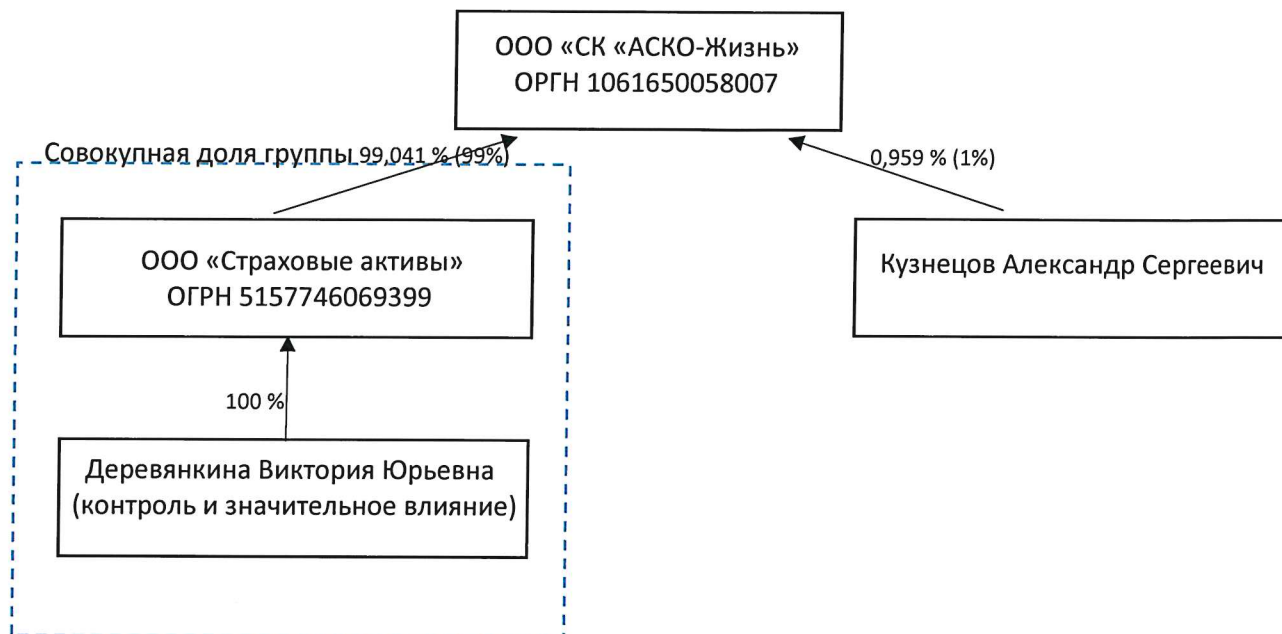 ООО «СК «АСКО-Жизнь»
ОРГН 1061650058007
Совокупная доля группы 99,041 % (99%)
0,959 % (1%)
ООО «Страховые активы»
ОГРН 5157746069399
Кузнецов Александр Сергеевич
100 %
Деревянкина Виктория Юрьевна
(контроль и значительное влияние)